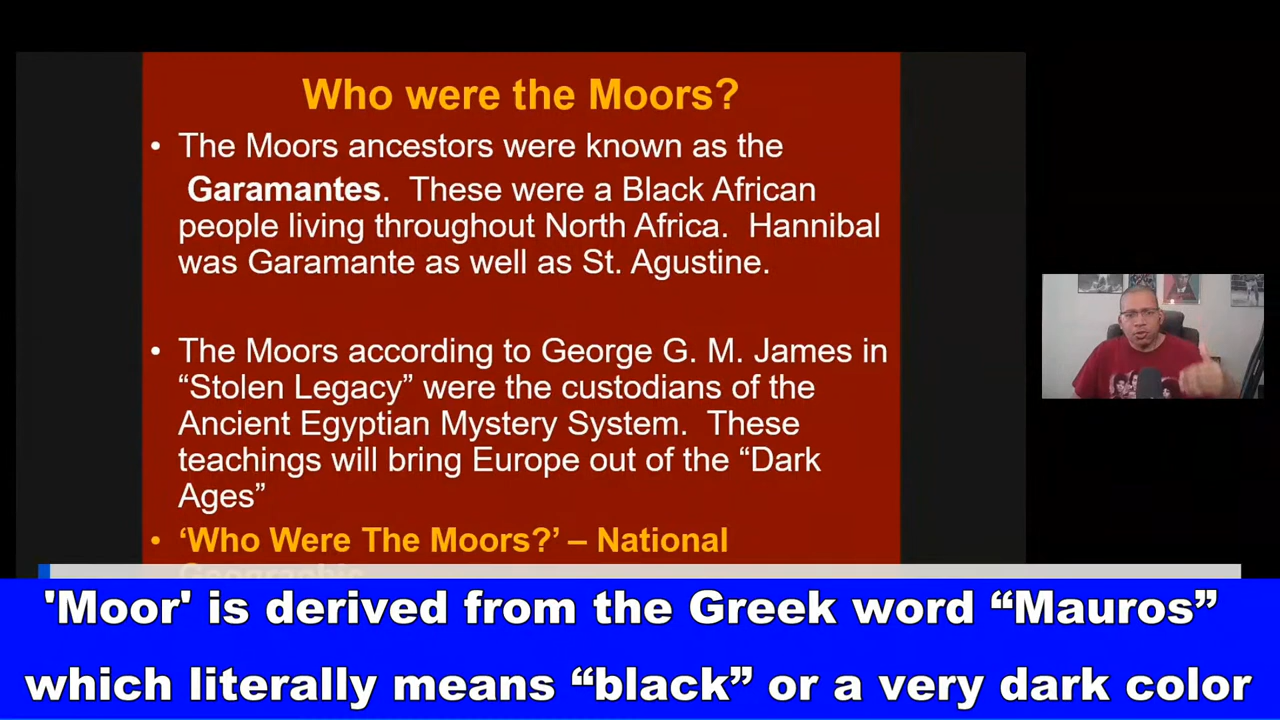 Who were the Moors?
• The Moors ancestors were known as the
Garamantes. These were a Black African
people living throughout North Africa. Hannibal
was Garamante as well as St. Agustine.
• The Moors according to George G. M. James in
“Stolen Legacy” were the custodians of the
Ancient Egyptian Mystery System. These
teachings will bring Europe out of the “Dark
Ages”
• ‘Who Were The Moors?’ – National
'Moor' is derived from the Greek word “Mauros”
which literally means “black” or a very dark color